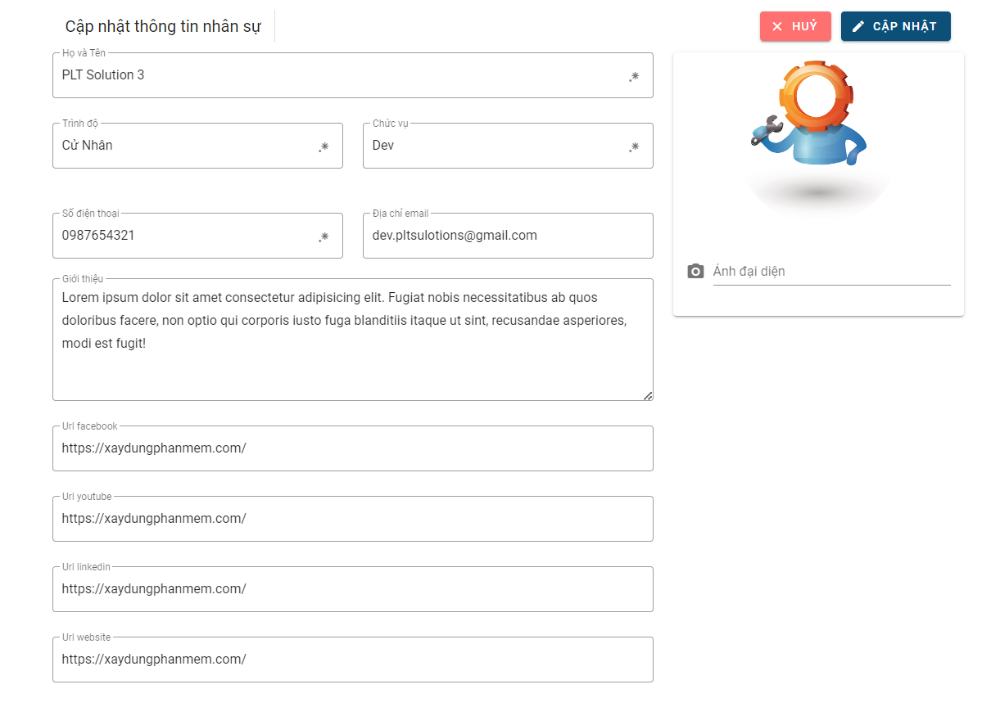 Cập nhật thông tin nhân sự
HUỶ
CẬP NHẬT
Họ và Tên
PLT Solution 3
.*
Trình độ
Cử Nhân
.*
Chức vụ
Dev
.*
Số điện thoại
0987654321
.*
Địa chỉ email
dev.pltsulotions@gmail.com
Giới thiệu
Lorem ipsum dolor sit amet consectetur adipisicing elit. Fugiat nobis necessitatibus ab quos
doloribus facere, non optio qui corporis iusto fuga blanditiis itaque ut sint, recusandae asperiores,
modi est fugit!
Url facebook
https://xaydungphanmem.com/
Url youtube
https://xaydungphanmem.com/
Url linkedin
https://xaydungphanmem.com/
Url website
https://xaydungphanmem.com/
Ảnh đại diện